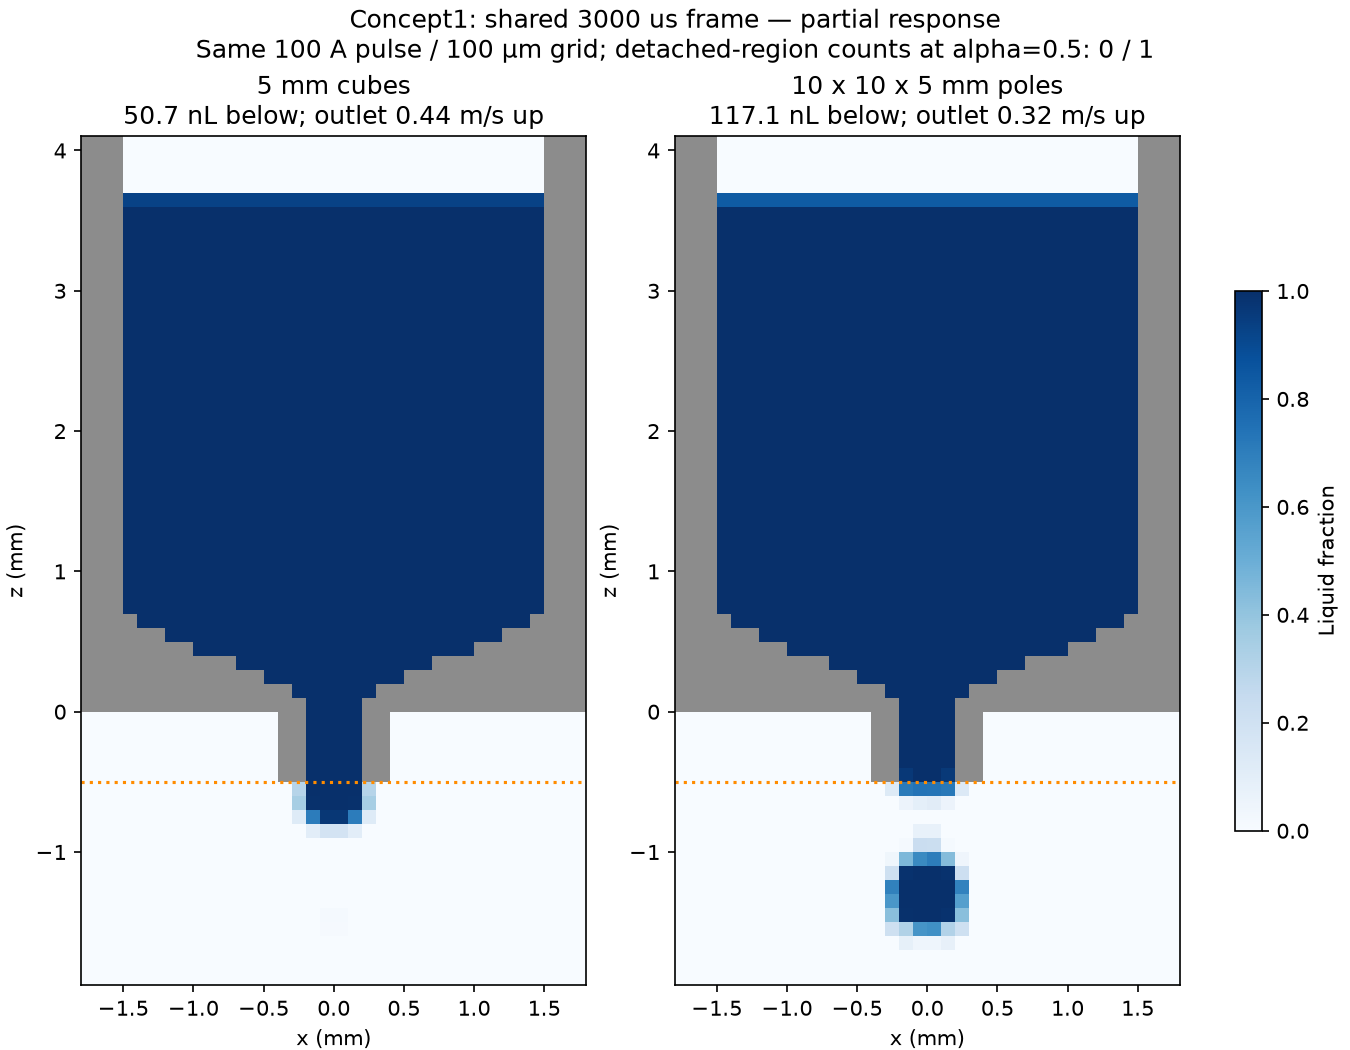 Concept1: shared 3000 us frame — partial response
Same 100 A pulse / 100 µm grid; detached-region counts at alpha=0.5: 0 / 1
5 mm cubes
50.7 nL below; outlet 0.44 m/s up
10 x 10 x 5 mm poles
117.1 nL below; outlet 0.32 m/s up
4
3
2
1
0
−1
z (mm)
−1.5 −1.0 −0.5 0.0 0.5 1.0 1.5
x (mm)
4
3
2
1
0
−1
z (mm)
−1.5 −1.0 −0.5 0.0 0.5 1.0 1.5
x (mm)
1.0
0.8
0.6
0.4
0.2
0.0
Liquid fraction